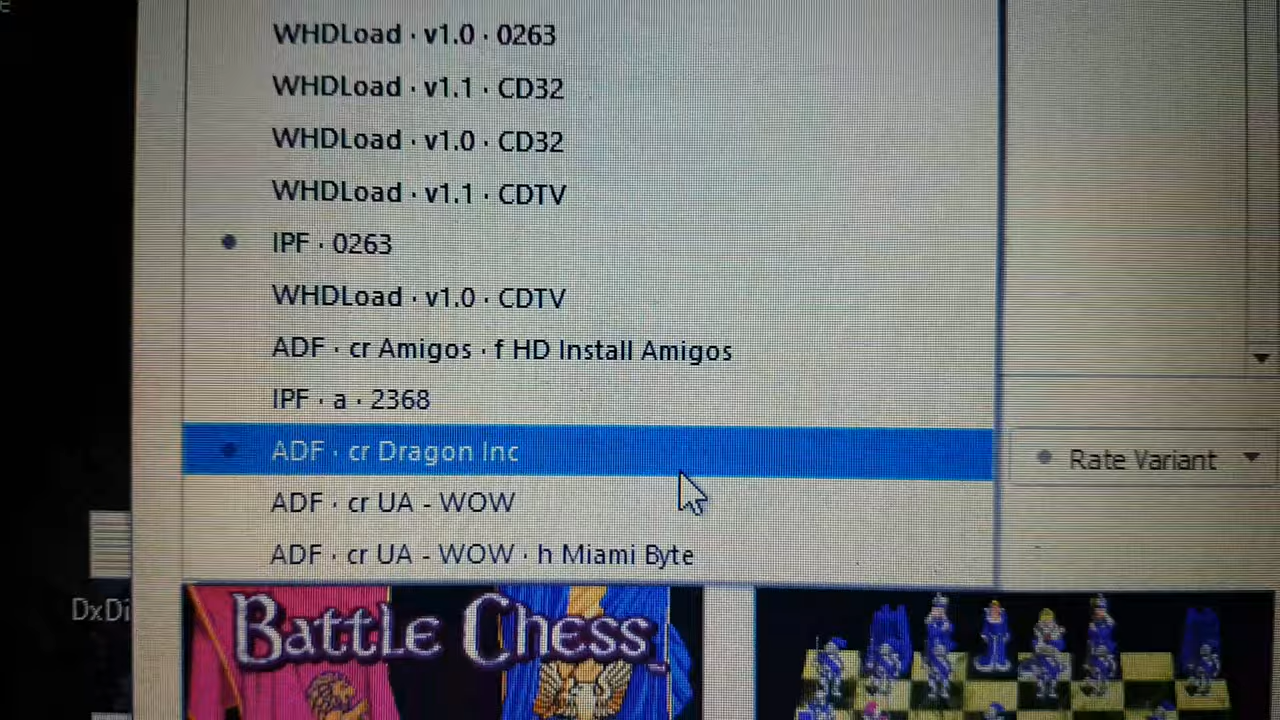 WHDLoad · v1.0 · 0263
WHDLoad · v1.1 · CD32
WHDLoad · v1.0 · CD32
WHDLoad · v1.1 · CDTV
IPF · 0263
WHDLoad · v1.0 · CDTV
ADF · cr Amigos · f HD Install Amigos
IPF · a · 2368
ADF · cr Dragon Inc
Rate Variant
ADF · cr UA - WOW
ADF · cr UA - WOW · h Miami Byte
DxDi
Battle Chess